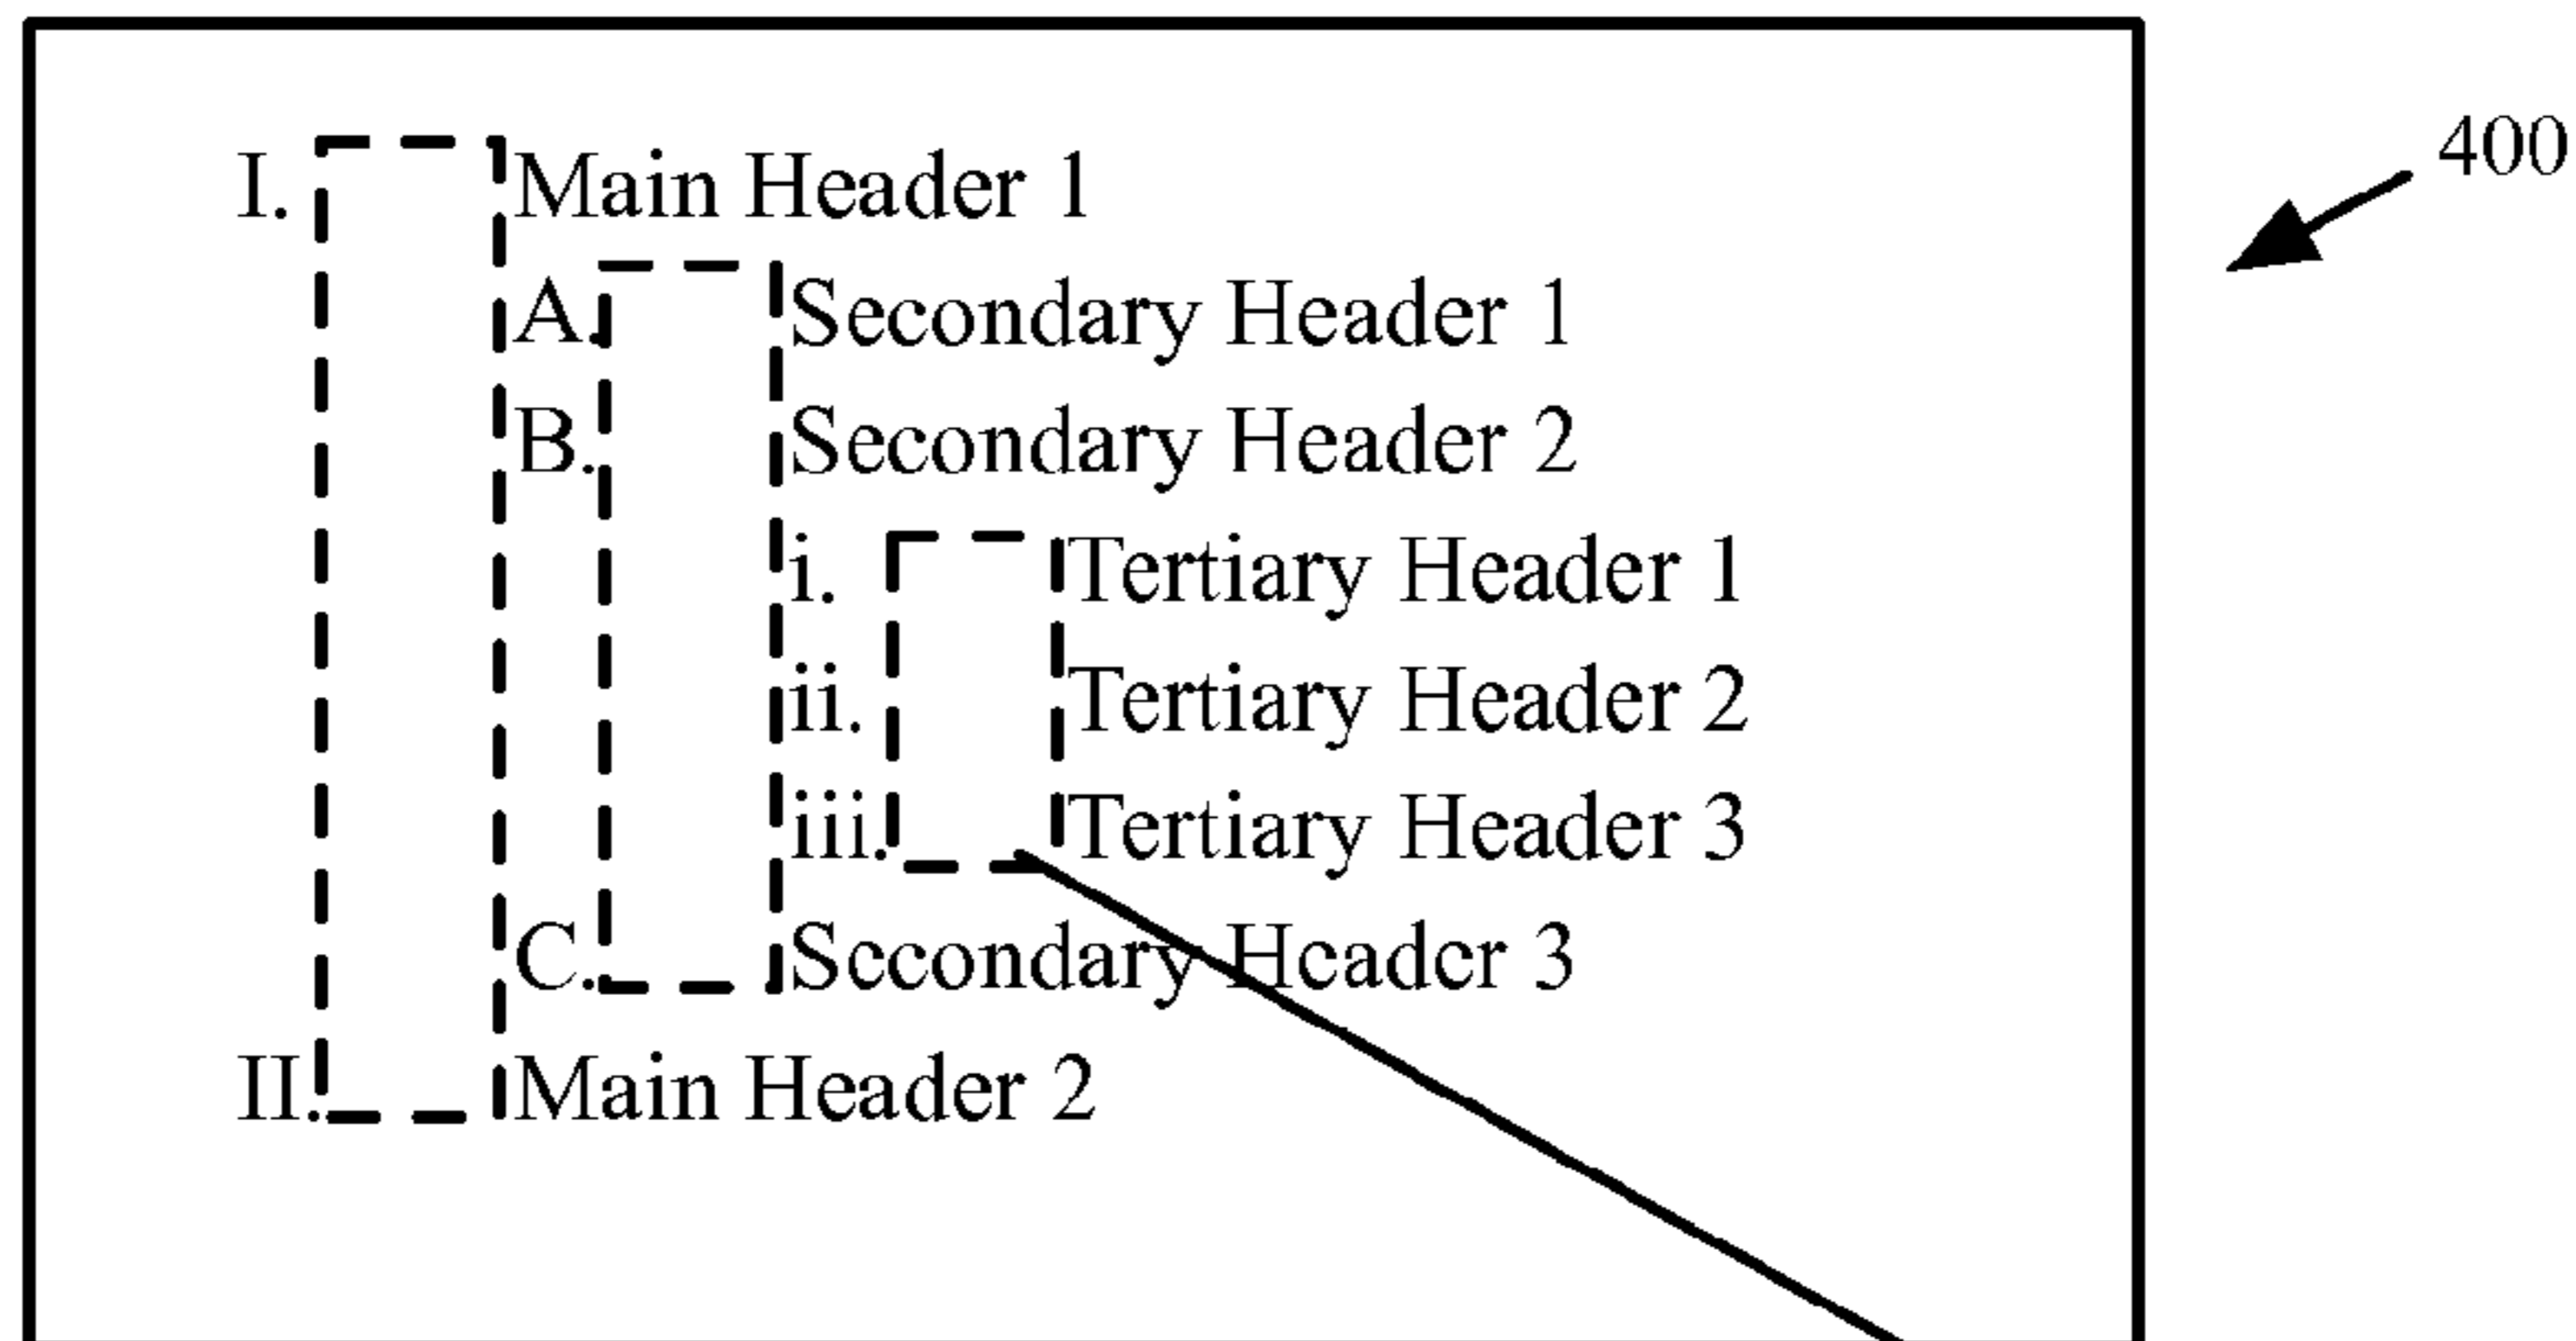 400
I. Main Header 1
A. Secondary Header 1
B. Secondary Header 2
i. Tertiary Header 1
ii. Tertiary Header 2
iii. Tertiary Header 3
C. Secondary Header 3
II. Main Header 2